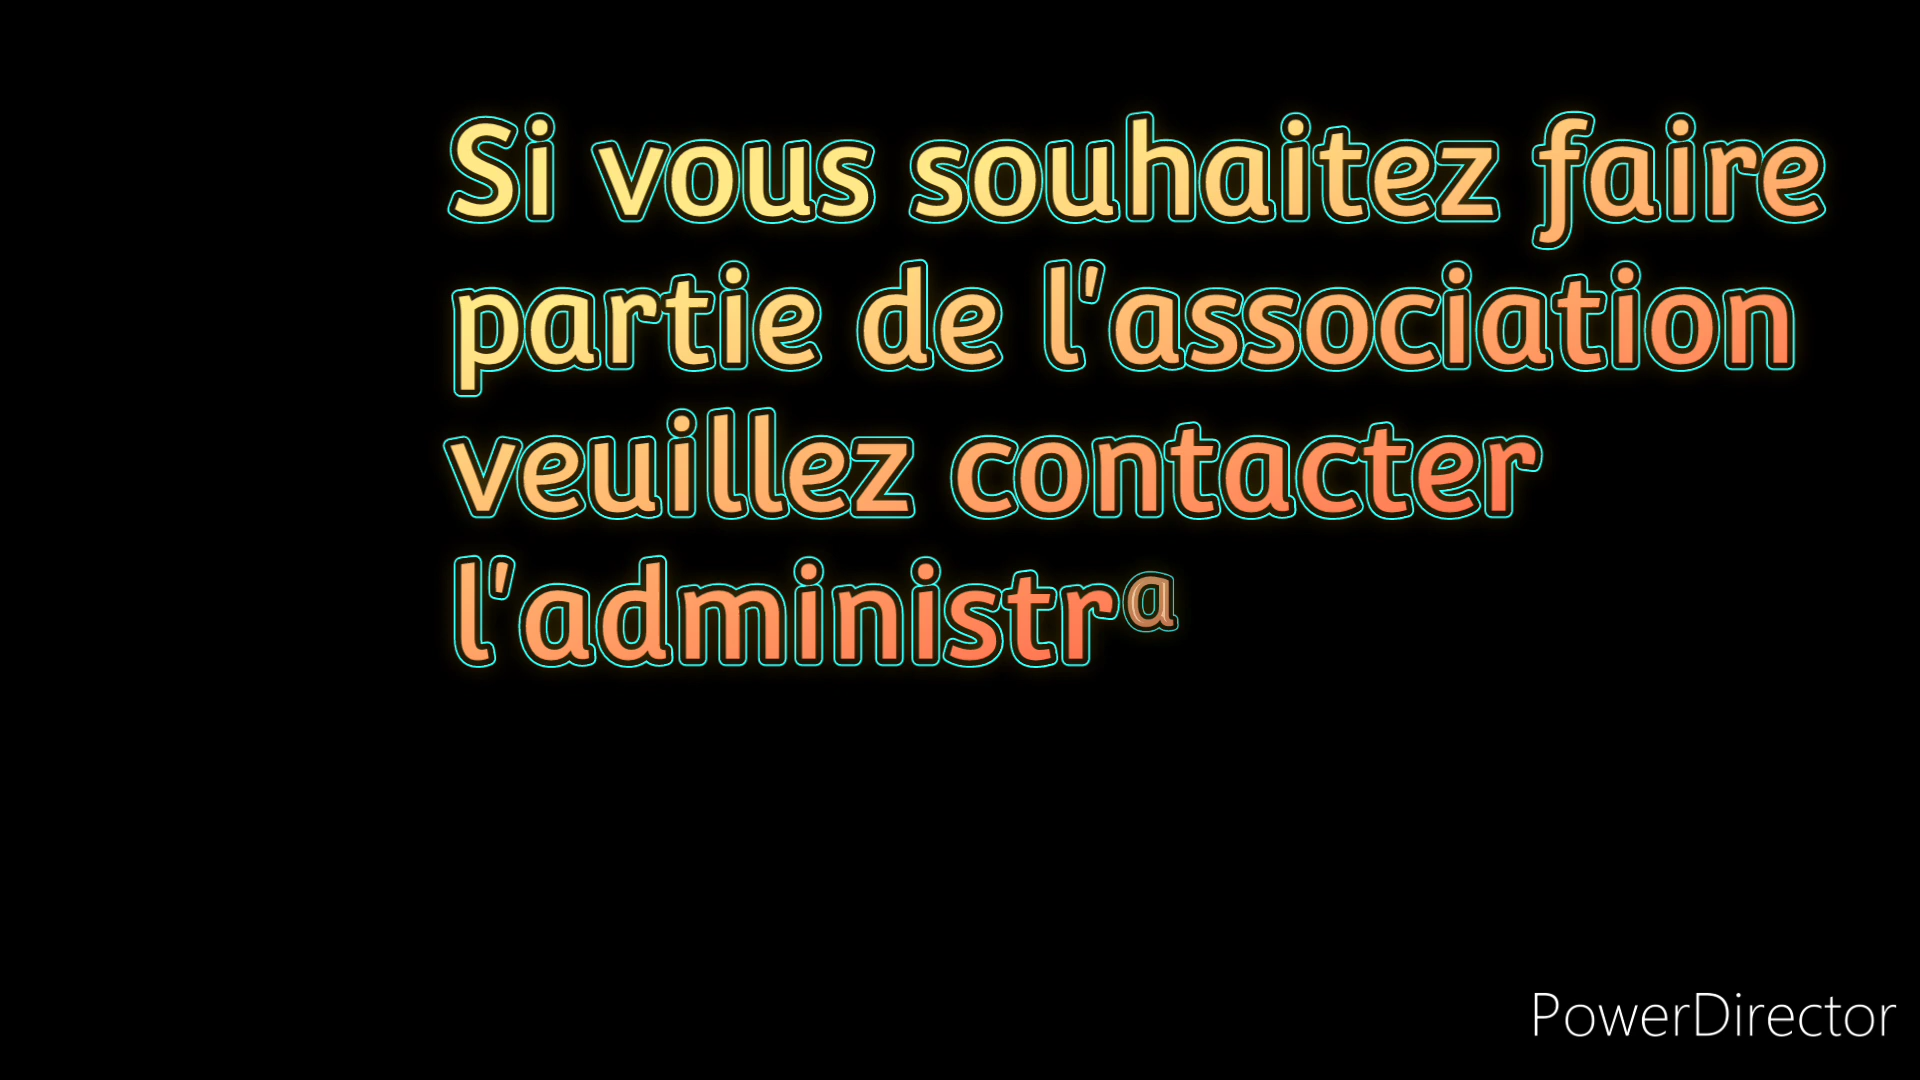 Si vous souhaitez faire
partie de l'association
veuillez contacter
l'administra
PowerDirector